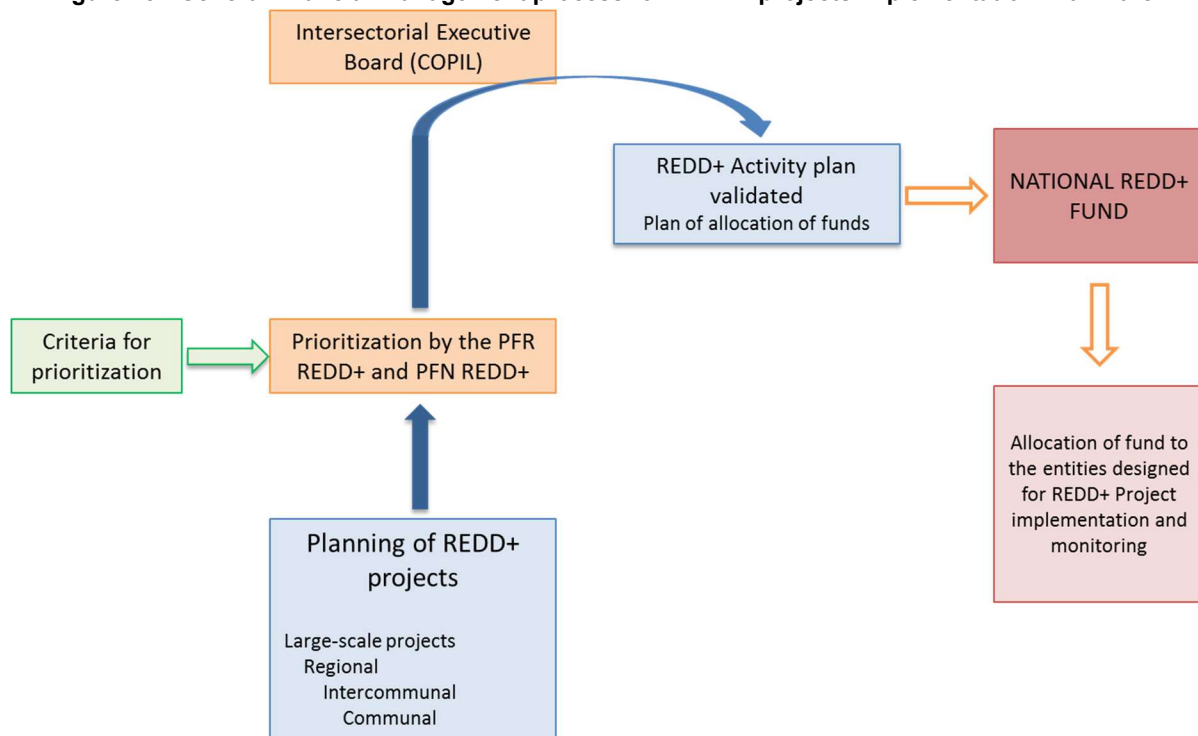 projects implementation
Intersectorial Executive
Board (COPIL)
REDD+ Activity plan
validated
Plan of allocation of funds
NATIONAL REDD+
FUND
Criteria for
prioritization
Prioritization by the PFR
REDD+ and PFN REDD+
Allocation of fund to
the entities designed
for REDD+ Project
implementation and
monitoring
Planning of REDD+
projects
Large-scale projects
Regional
Intercommunal
Communal